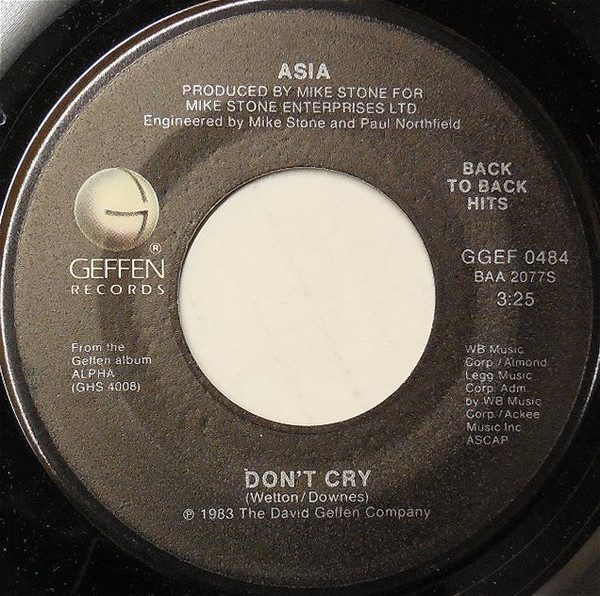 ASIA
PRODUCED BY MIKE STONE FOR
MIKE STONE ENTERPRISES LTD.
Engineered by Mike Stone and Paul Northfield
BACK
TO BACK
HITS
G
®
GEFFEN
RECORDS
GGEF 0484
BAA 2077S
3:25
From the
Geffen album
ALPHA
(GHS 4008)
WB Music
Corp./Almond
Legg Music
Corp. Adm.
by WB Music
Corp./Ackee
Music Inc
ASCAP
DON'T CRY
(Wetton/Downes)
℗ 1983 The David Geffen Company